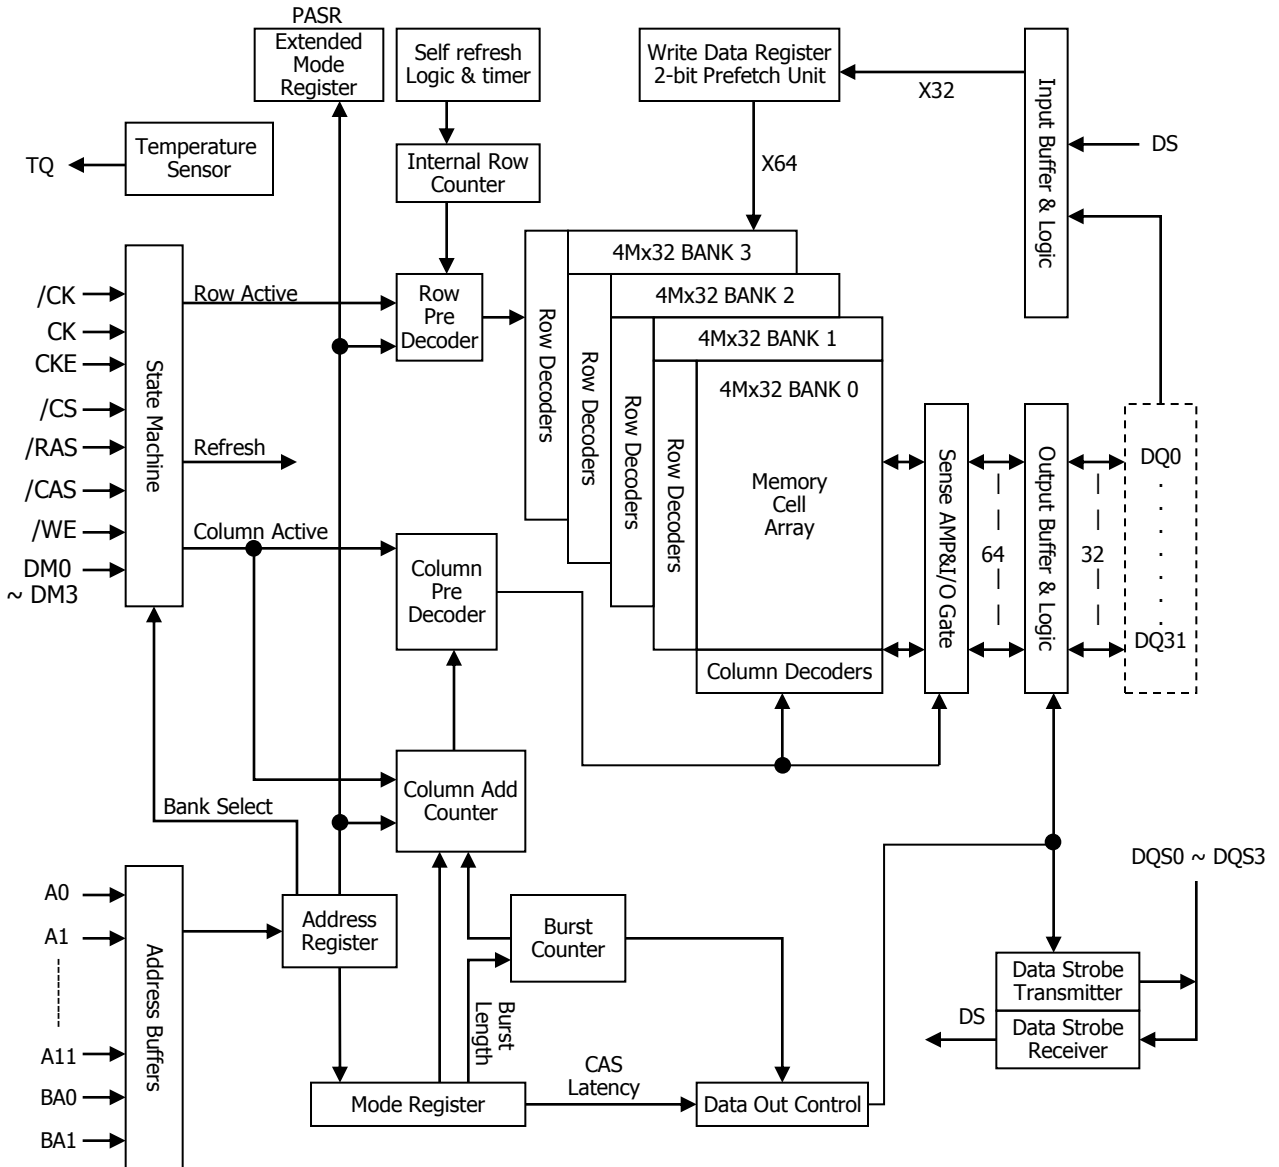 PASR
Extended
Mode
Register
Self refresh
Logic & timer
Write Data Register
2-bit Prefetch Unit
X32
Input Buffer & Logic
DS
X64
TQ
Temperature
Sensor
Internal Row
Counter
4Mx32 BANK 3
4Mx32 BANK 2
4Mx32 BANK 1
4Mx32 BANK 0
Row Decoders
Row Decoders
Row Decoders
Row Decoders
Memory
Cell
Array
Column Decoders
Row
Pre
Decoder
Row Active
Refresh
Column Active
State Machine
/CK
CK
CKE
/CS
/RAS
/CAS
/WE
DM0
~ DM3
Column
Pre
Decoder
Sense AMP&I/O Gate
64
Output Buffer & Logic
32
DQ0
DQ31
Column Add
Counter
Bank Select
A0
A1
A11
BA0
BA1
Address Buffers
Address
Register
Burst
Counter
Burst
Length
Mode Register
CAS
Latency
Data Out Control
DQS0 ~ DQS3
Data Strobe
Transmitter
DS
Data Strobe
Receiver